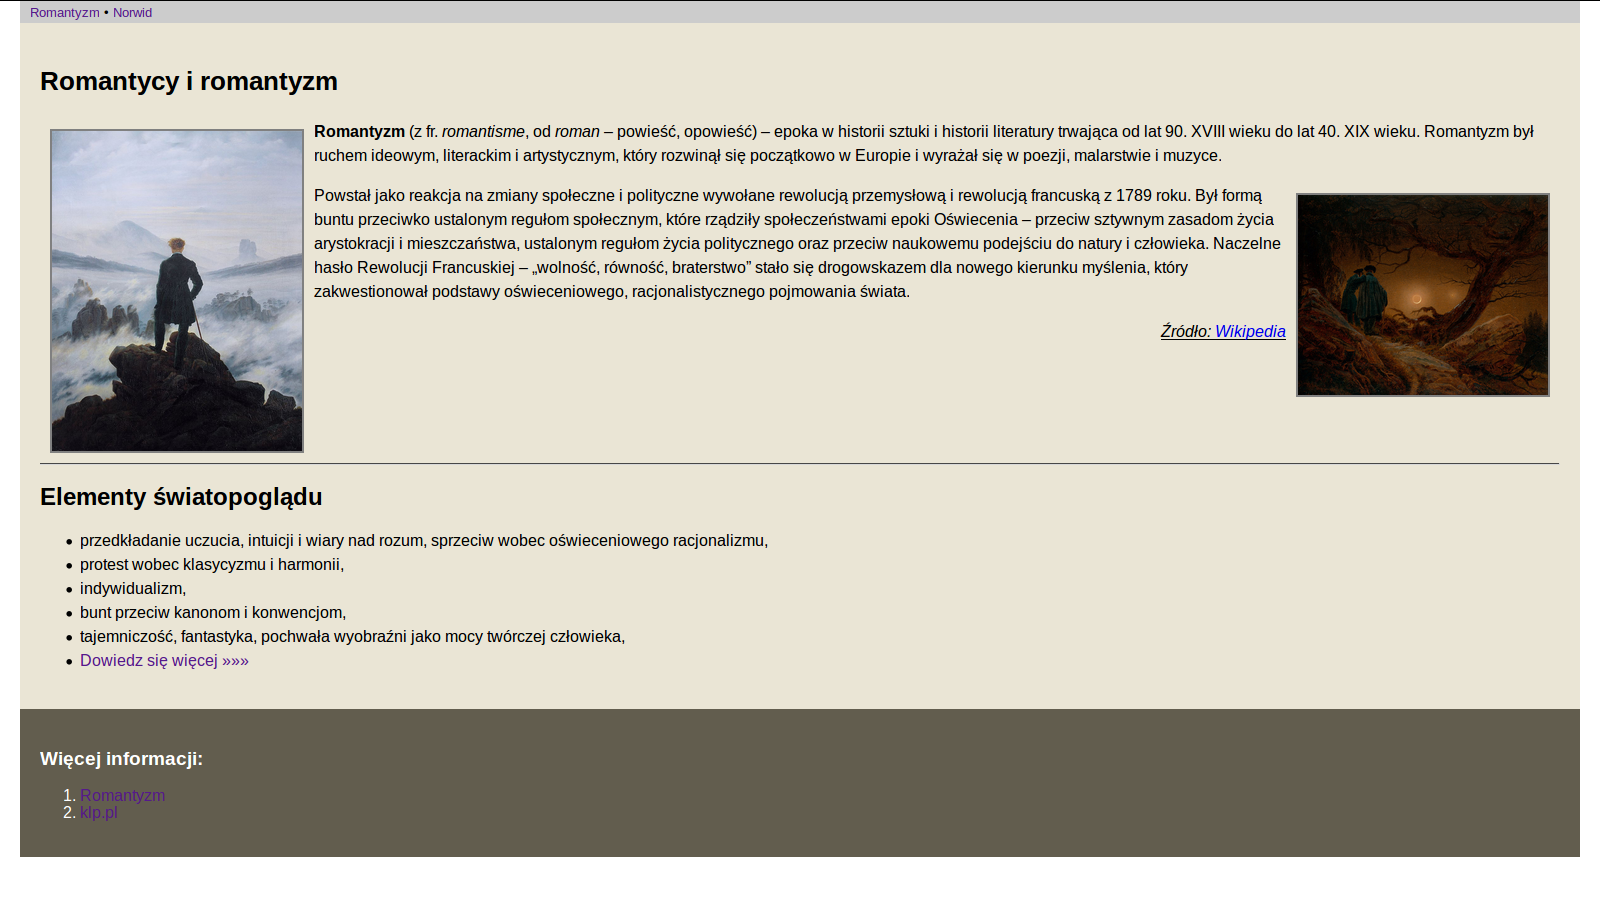 Romantyzm • Norwid
Romantycy i romantyzm
Romantyzm (z fr. romantisme, od roman – powieść, opowieść) – epoka w historii sztuki i historii literatury trwająca od lat 90. XVIII wieku do lat 40. XIX wieku. Romantyzm był
ruchem ideowym, literackim i artystycznym, który rozwinął się początkowo w Europie i wyrażał się w poezji, malarstwie i muzyce.
Powstał jako reakcja na zmiany społeczne i polityczne wywołane rewolucją przemysłową i rewolucją francuską z 1789 roku. Był formą
buntu przeciwko ustalonym regułom społecznym, które rządziły społeczeństwami epoki Oświecenia – przeciw sztywnym zasadom życia
arystokracji i mieszczaństwa, ustalonym regułom życia politycznego oraz przeciw naukowemu podejściu do natury i człowieka. Naczelne
hasło Rewolucji Francuskiej – „wolność, równość, braterstwo” stało się drogowskazem dla nowego kierunku myślenia, który
zakwestionował podstawy oświeceniowego, racjonalistycznego pojmowania świata.
Źródło: Wikipedia
Elementy światopoglądu
• przedkładanie uczucia, intuicji i wiary nad rozum, sprzeciw wobec oświeceniowego racjonalizmu,
• protest wobec klasycyzmu i harmonii,
• indywidualizm,
• bunt przeciw kanonom i konwencjom,
• tajemniczość, fantastyka, pochwała wyobraźni jako mocy twórczej człowieka,
• Dowiedz się więcej »»»
Więcej informacji:
1. Romantyzm
2. klp.pl